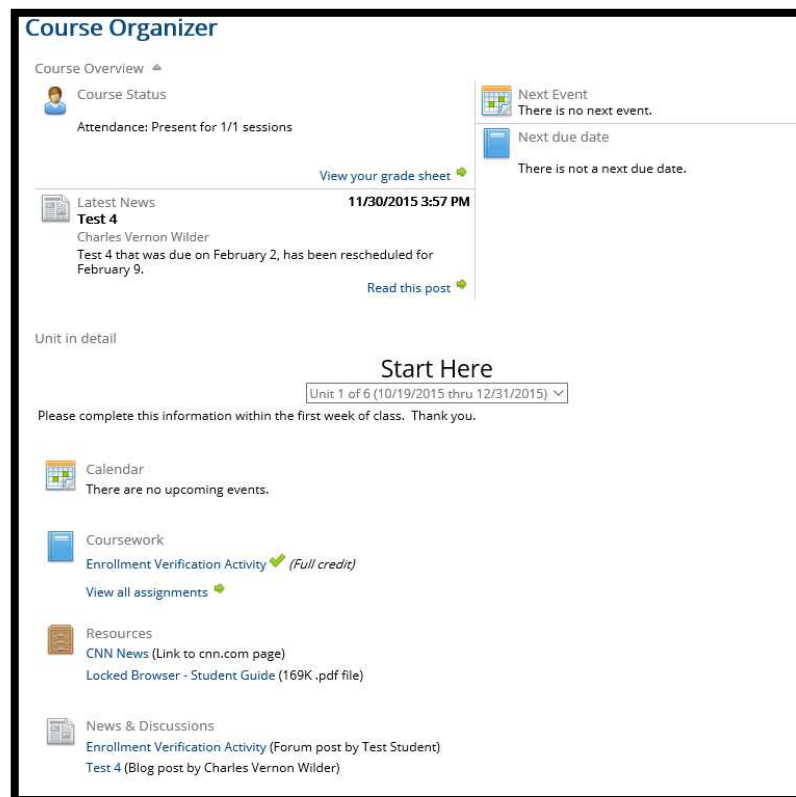 Course Organizer
Course Overview
Course Status
Attendance: Present for 1/1 sessions
View your grade sheet
Latest News
11/30/2015 3:57 PM
Test 4
Charles Vernon Wilder
Test 4 that was due on February 2, has been rescheduled for
February 9.
Read this post
Next Event
There is no next event.
Next due date
There is not a next due date.
Unit in detail
Start Here
Unit 1 of 6 (10/19/2015 thru 12/31/2015)
Please complete this information within the first week of class. Thank you.
Calendar
There are no upcoming events.
Coursework
Enrollment Verification Activity (Full credit)
View all assignments
Resources
CNN News (Link to cnn.com page)
Locked Browser - Student Guide (169K .pdf file)
News & Discussions
Enrollment Verification Activity (Forum post by Test Student)
Test 4 (Blog post by Charles Vernon Wilder)